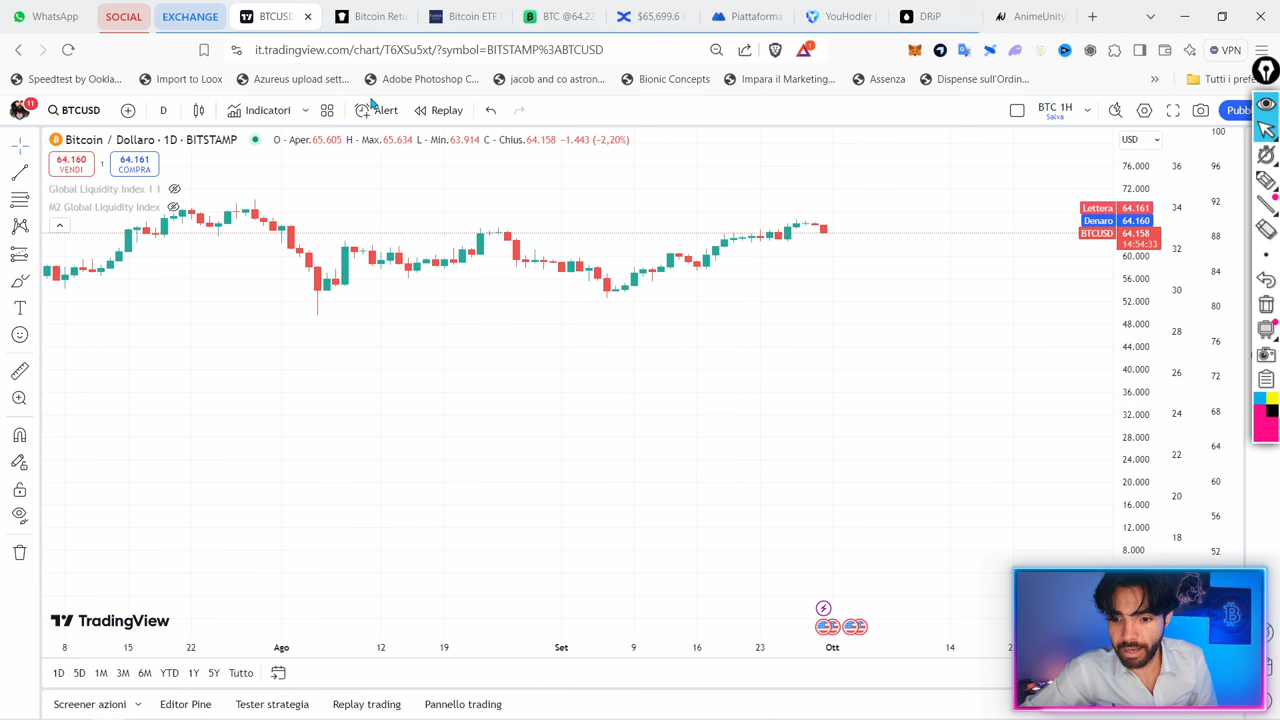 WhatsApp SOCIAL EXCHANGE BTCUSD Bitcoin Retu Bitcoin ETF BTC @64.22 $65,699.6 Piattaforma YouHodler DRiP AnimeUnity
it.tradingview.com/chart/T6XSu5xt/?symbol=BITSTAMP%3ABTCUSD 1 VPN
Speedtest by Ookla... Import to Loox Azureus upload sett... Adobe Photoshop C... jacob and co astron... Bionic Concepts Impara il Marketing... Assenza Dispense sull'Ordin... » Tutti i prefe
11 BTCUSD D Indicatori Alert Replay BTC 1H Salva Pubb
Bitcoin / Dollaro · 1D · BITSTAMP O - Aper.65.605 H - Max.65.634 L - Min.63.914 C - Chius.64.158 −1.443 (−2,20%) USD 100
64.160 VENDI 1 64.161 COMPRA
76.000 36 96
Global Liquidity Index 1 1
72.000
M2 Global Liquidity Index
92
Lettera 64.161 34
Denaro 64.160
BTCUSD 64.158 88
14:54:33
32
60.000
84
56.000
30
52.000 80
48.000
28
76
44.000
40.000
26 72
36.000
32.000 24 68
28.000
64
24.000 22
20.000 60
20
16.000
56
12.000
18
8.000 52
TradingView
8 15 22 Ago 12 19 Set 9 16 23 Ott 14
1D 5D 1M 3M 6M YTD 1Y 5Y Tutto
Screener azioni Editor Pine Tester strategia Replay trading Pannello trading